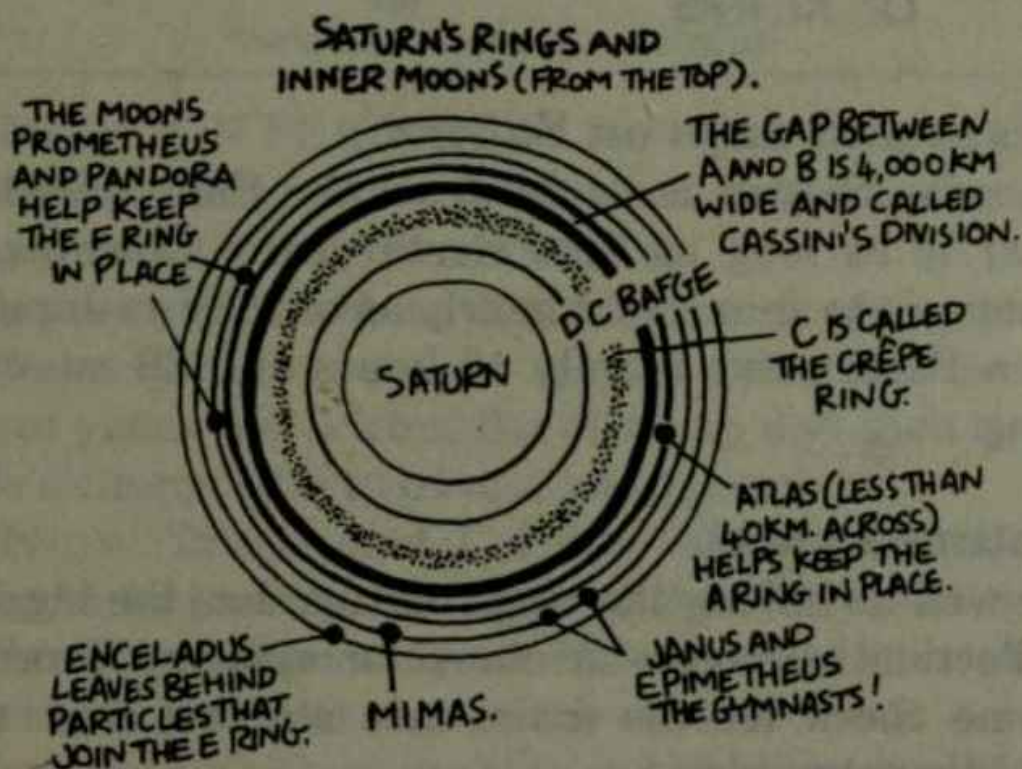 SATURN'S RINGS AND
INNER MOONS (FROM THE TOP).
THE MOONS
PROMETHEUS
AND PANDORA
HELP KEEP
THE F RING
IN PLACE
THE GAP BETWEEN
A AND B IS 4,000 KM
WIDE AND CALLED
CASSINI'S DIVISION.
D C B A F G E
SATURN
C IS CALLED
THE CRÊPE
RING.
ATLAS (LESS THAN
40 KM. ACROSS)
HELPS KEEP THE
A RING IN PLACE.
JANUS AND
EPIMETHEUS
THE GYMNASTS!
MIMAS.
ENCELADUS
LEAVES BEHIND
PARTICLES THAT
JOIN THE E RING.